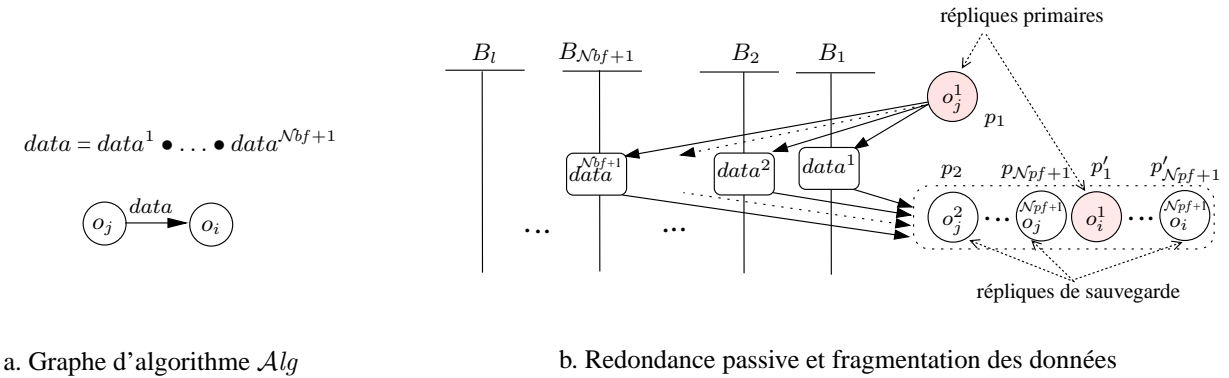 répliques primaires
B_l B_{𝒩bf+1} B_2 B_1
o_j^1
p_1
data = data^1 • … • data^{𝒩bf+1}
data^{𝒩bf+1} data^2 data^1
p_2 p_{𝒩pf+1} p'_1 p'_{𝒩pf+1}
data
o_j o_i
o_j^2 ... o_j^{𝒩pf+1} o_i^1 ... o_i^{𝒩pf+1}
... ...
répliques de sauvegarde
a. Graphe d'algorithme 𝒜lg
b. Redondance passive et fragmentation des données